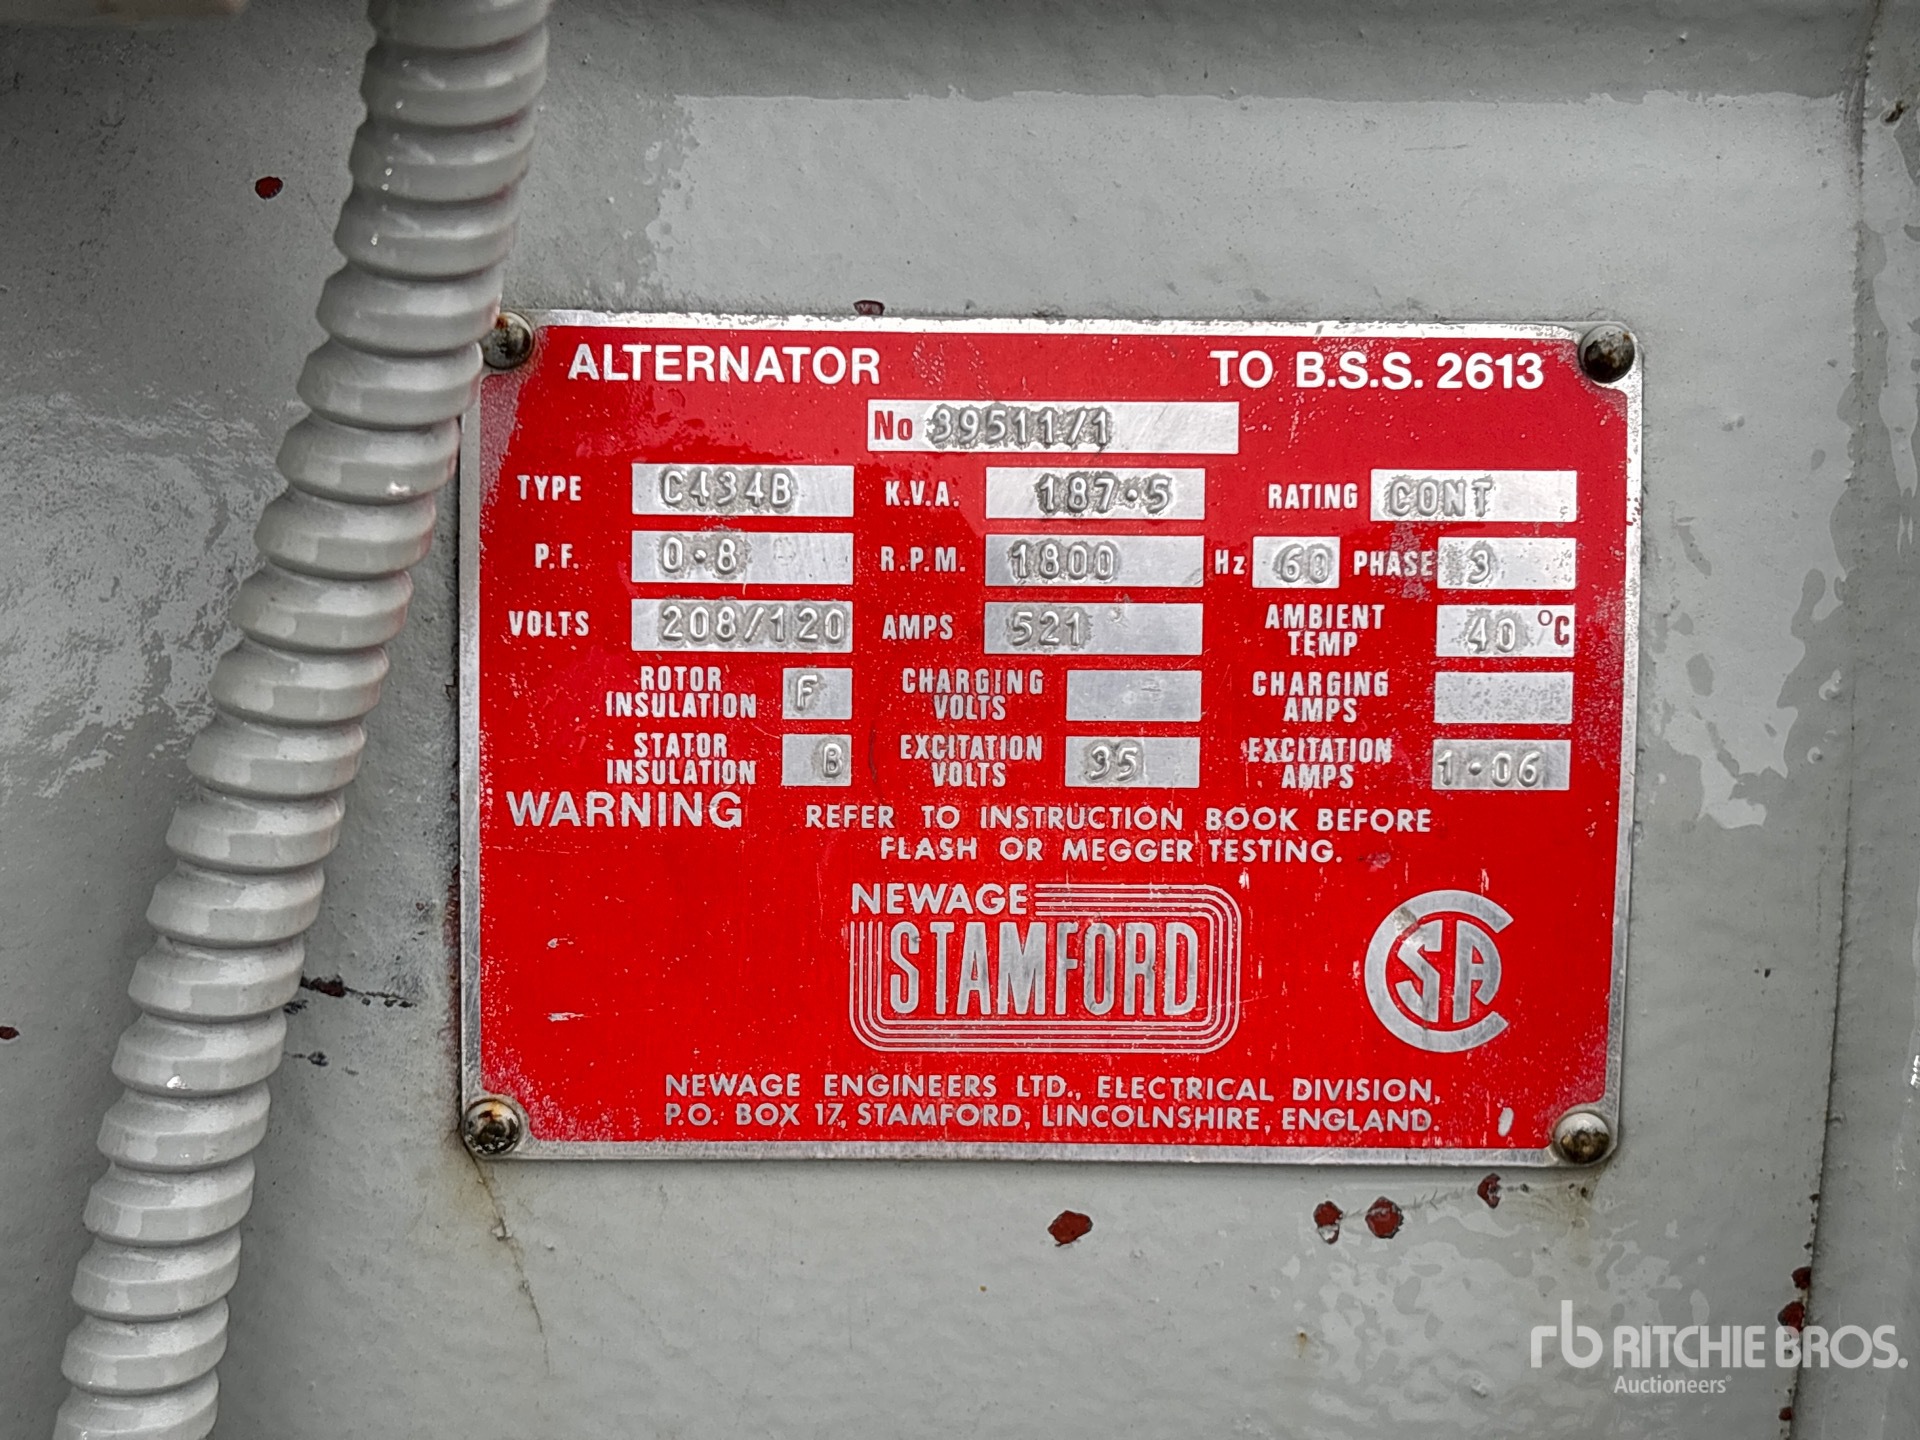 ALTERNATOR TO B.S.S. 2613
No 39511/1
TYPE C434B K.V.A. 187·5 RATING CONT
P.F. 0·8 R.P.M. 1800 Hz 60 PHASE 3
VOLTS 208/120 AMPS 521 AMBIENT TEMP 40 °C
ROTOR INSULATION F CHARGING VOLTS CHARGING AMPS
STATOR INSULATION B EXCITATION VOLTS 35 EXCITATION AMPS 1·06
WARNING REFER TO INSTRUCTION BOOK BEFORE
FLASH OR MEGGER TESTING.
NEWAGE
STAMFORD
CSA
NEWAGE ENGINEERS LTD., ELECTRICAL DIVISION,
P.O. BOX 17, STAMFORD, LINCOLNSHIRE, ENGLAND.
rb RITCHIE BROS.
Auctioneers